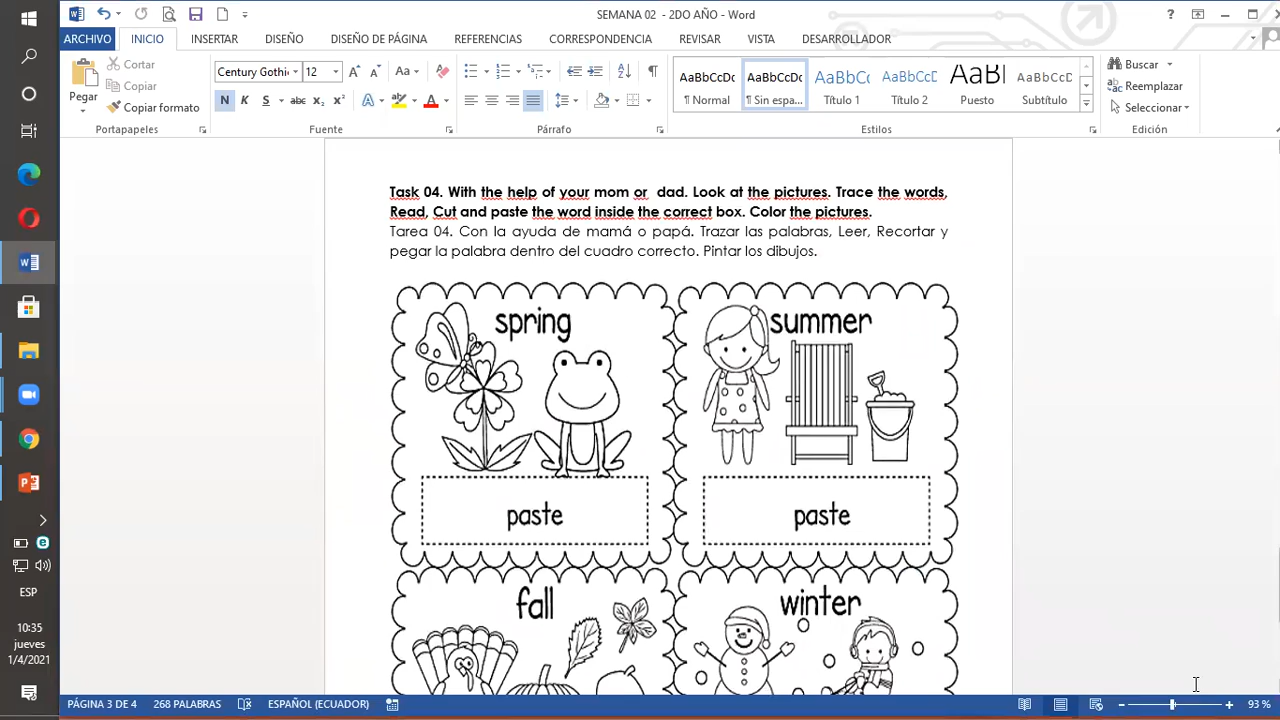 SEMANA 02 - 2DO AÑO - Word
ARCHIVO INICIO INSERTAR DISEÑO DISEÑO DE PÁGINA REFERENCIAS CORRESPONDENCIA REVISAR VISTA DESARROLLADOR
Pegar
Cortar
Copiar
Copiar formato
Portapapeles
Century Gothi 12
N K S abc x₂ x²
Fuente
Párrafo
AaBbCcDc AaBbCcDc AaBbCc AaBbCcD AaBl AaBbCcD
¶ Normal ¶ Sin espa... Título 1 Título 2 Puesto Subtítulo
Estilos
Buscar
Reemplazar
Seleccionar
Edición
Task 04. With the help of your mom or dad. Look at the pictures. Trace the words,
Read, Cut and paste the word inside the correct box. Color the pictures.
Tarea 04. Con la ayuda de mamá o papá. Trazar las palabras, Leer, Recortar y
pegar la palabra dentro del cuadro correcto. Pintar los dibujos.
spring
paste
summer
paste
fall
winter
ESP
10:35
jueves
1/4/2021
PÁGINA 3 DE 4 268 PALABRAS ESPAÑOL (ECUADOR) 93 %